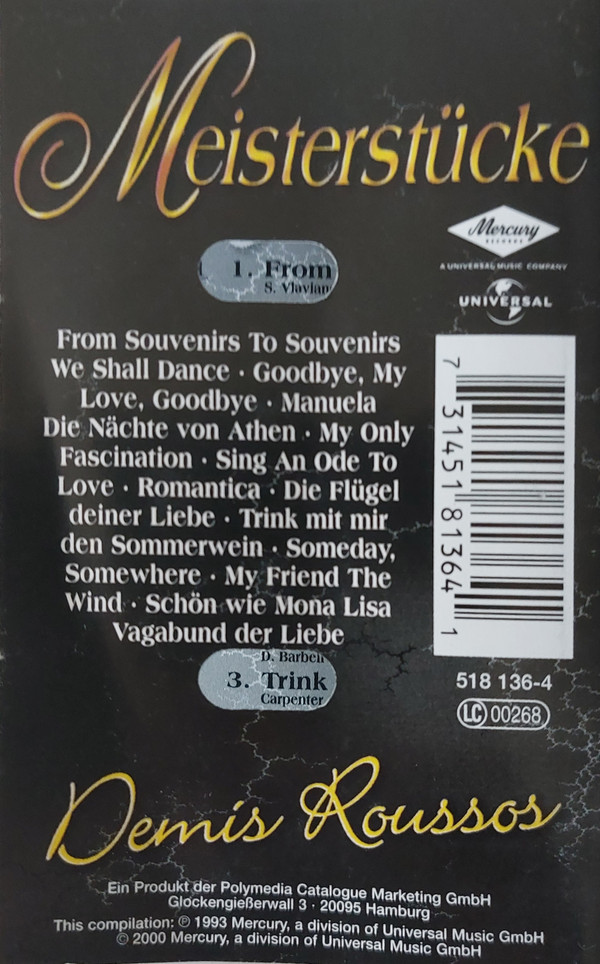 Meisterstücke
Mercury
RECORDS
A UNIVERSAL MUSIC COMPANY
UNIVERSAL
1. From
S. Vlavian
From Souvenirs To Souvenirs
We Shall Dance · Goodbye, My
Love, Goodbye · Manuela
Die Nächte von Athen · My Only
Fascination · Sing An Ode To
Love · Romantica · Die Flügel
deiner Liebe · Trink mit mir
den Sommerwein · Someday,
Somewhere · My Friend The
Wind · Schön wie Mona Lisa
Vagabund der Liebe
7 31451 81364 1
D. Barben
3. Trink
Carpenter
518 136-4
LC 00268
Demis Roussos
Ein Produkt der Polymedia Catalogue Marketing GmbH
Glockengießerwall 3 · 20095 Hamburg
This compilation: ℗ 1993 Mercury, a division of Universal Music GmbH
© 2000 Mercury, a division of Universal Music GmbH